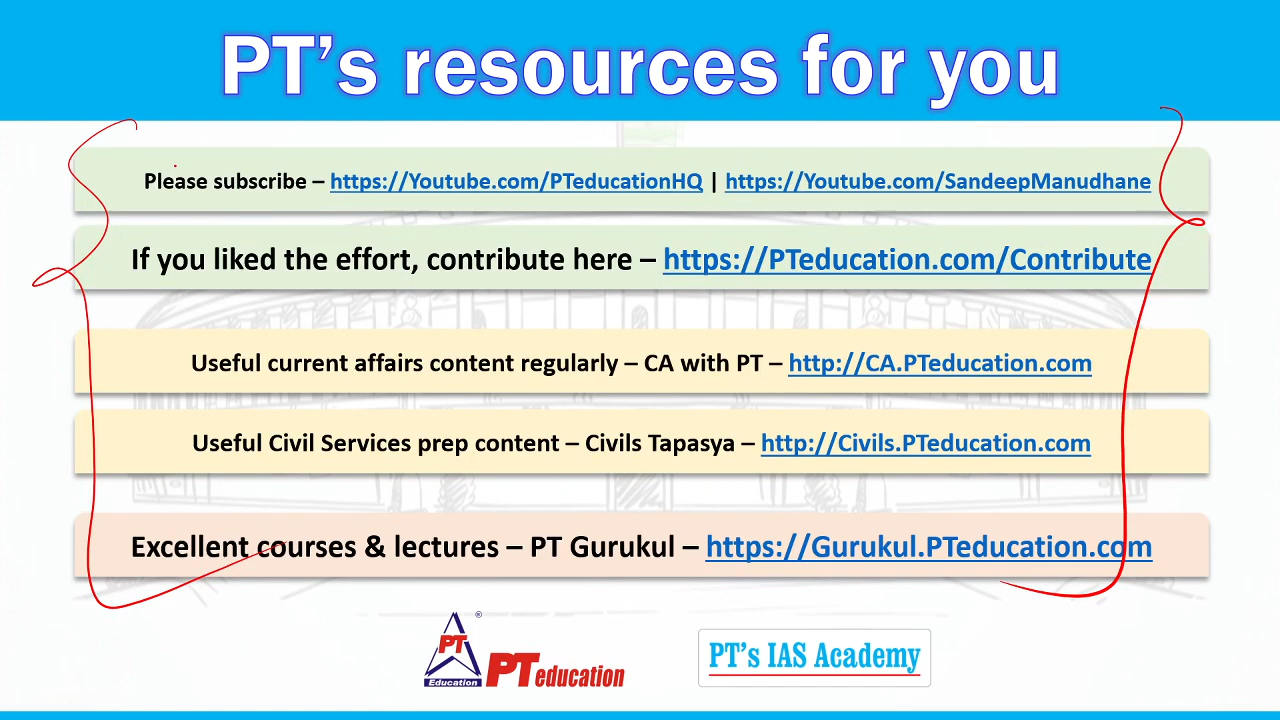 PT’s resources for you
Please subscribe – https://Youtube.com/PTeducationHQ | https://Youtube.com/SandeepManudhane
If you liked the effort, contribute here – https://PTeducation.com/Contribute
Useful current affairs content regularly – CA with PT – http://CA.PTeducation.com
Useful Civil Services prep content – Civils Tapasya – http://Civils.PTeducation.com
Excellent courses & lectures – PT Gurukul – https://Gurukul.PTeducation.com
PT ®
Education
PT education
PT’s IAS Academy